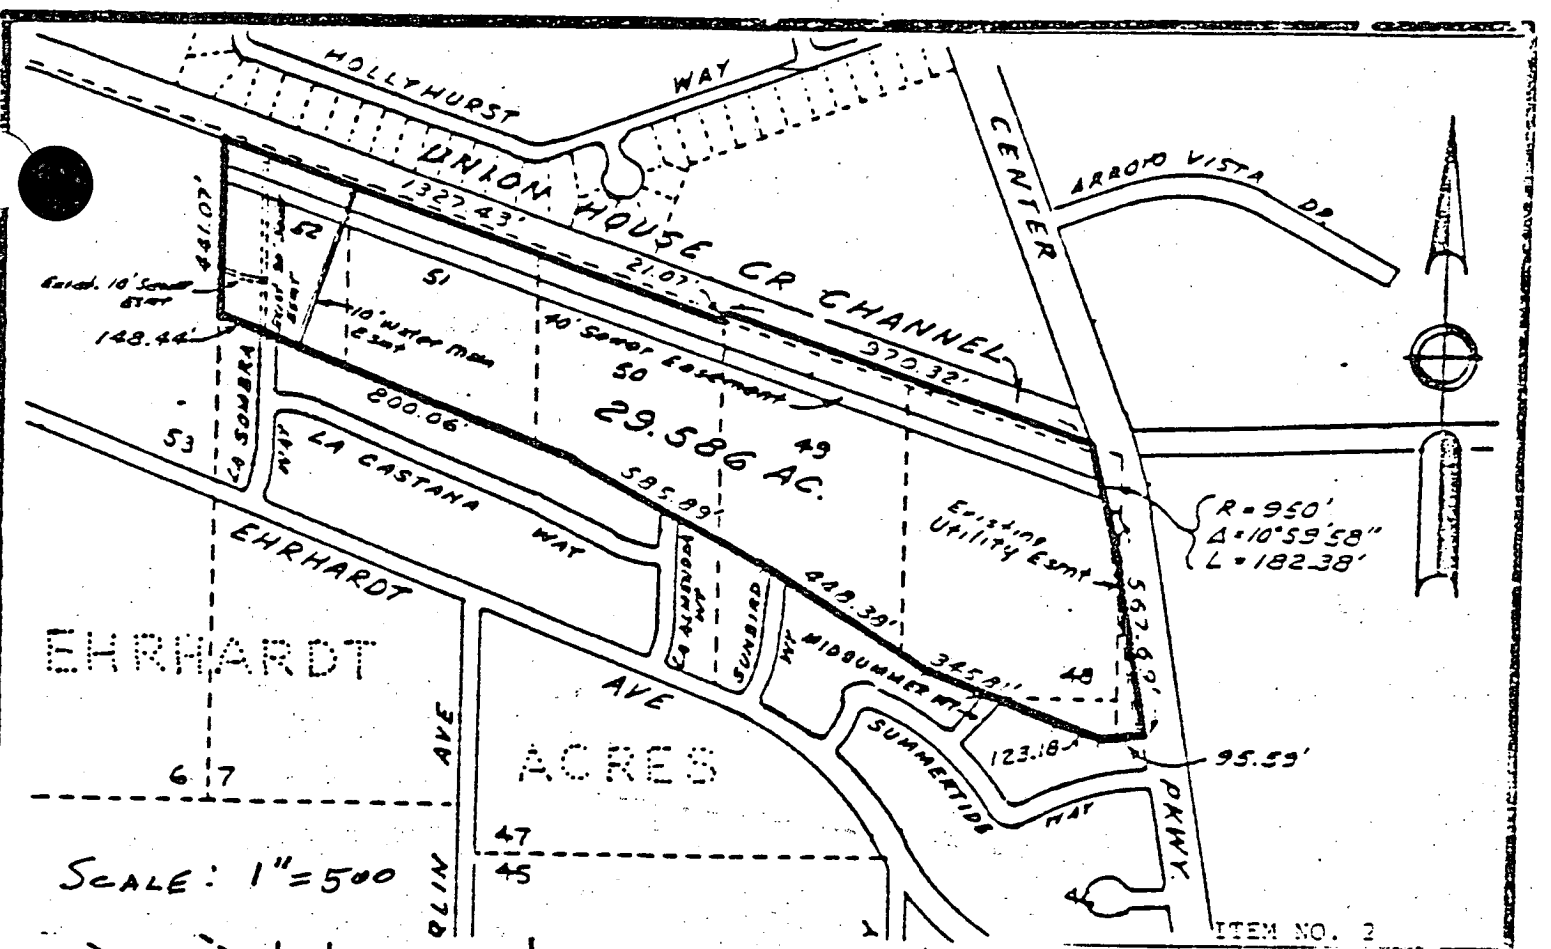 HOLLYHURST WAY
UNION HOUSE CR CHANNEL
CENTER
ARROYO VISTA DR.
441.07'
1327.43'
21.07'
970.32'
52
51
Exist. 10' Sewer
Esmt
148.44'
10' Water Main
Esmt
40' Sewer Easement
50
29.586 AC.
49
LA SOMBRA
WAY
800.06'
53
LA CASTANA WAY
585.89'
Existing
Utility Esmt
R = 950'
Δ = 10°59'58"
L = 182.38'
EHRHARDT AVE
LA ALMENDRA WY
SUNBIRD WY
448.39'
567.69'
EHRHARDT
MIDSUMMER WY
345.81'
48
SUMMERTIDE WAY
123.18
95.59'
AVE
ACRES
6 7
PKWY.
47
45
SCALE: 1"=500
RLIN
Y
ITEM NO. 2